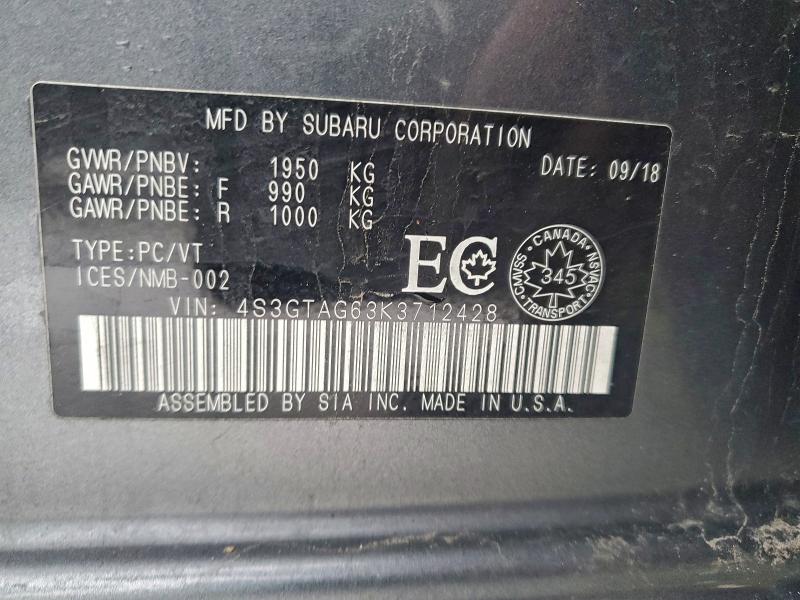 MFD BY SUBARU CORPORATION
GVWR/PNBV: 1950 KG DATE: 09/18
GAWR/PNBE: F 990 KG
GAWR/PNBE: R 1000 KG
TYPE:PC/VT
ICES/NMB-002
EC
CANADA
CMVSS 345 NSVAC
TRANSPORT
VIN: 4S3GTAG63K3712428
ASSEMBLED BY SIA INC. MADE IN U.S.A.